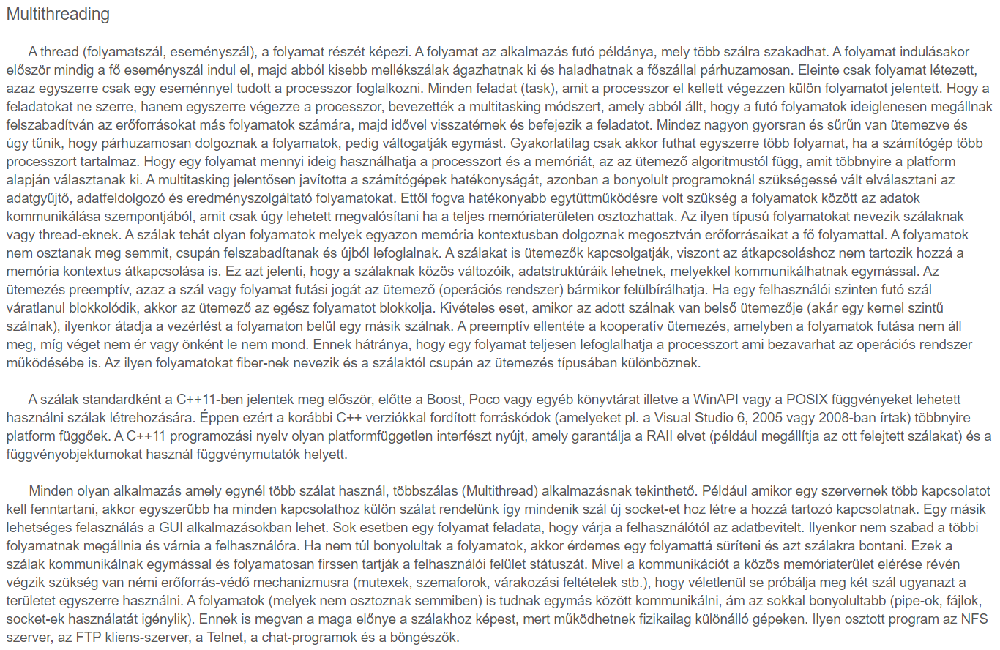 Multithreading
A thread (folyamatszál, eseményszál), a folyamat részét képezi. A folyamat az alkalmazás futó példánya, mely több szálra szakadhat. A folyamat indulásakor
először mindig a fő eseményszál indul el, majd abból kisebb mellékszálak ágazhatnak ki és haladhatnak a főszállal párhuzamosan. Eleinte csak folyamat létezett,
azaz egyszerre csak egy eseménnyel tudott a processzor foglalkozni. Minden feladat (task), amit a processzor el kellett végezzen külön folyamatot jelentett. Hogy a
feladatokat ne szerre, hanem egyszerre végezze a processzor, bevezették a multitasking módszert, amely abból állt, hogy a futó folyamatok ideiglenesen megállnak
felszabadítván az erőforrásokat más folyamatok számára, majd idővel visszatérnek és befejezik a feladatot. Mindez nagyon gyorsran és sűrűn van ütemezve és
úgy tűnik, hogy párhuzamosan dolgoznak a folyamatok, pedig váltogatják egymást. Gyakorlatilag csak akkor futhat egyszerre több folyamat, ha a számítógép több
processzort tartalmaz. Hogy egy folyamat mennyi ideig használhatja a processzort és a memóriát, az az ütemező algoritmustól függ, amit többnyire a platform
alapján választanak ki. A multitasking jelentősen javította a számítógépek hatékonyságát, azonban a bonyolult programoknál szükségessé vált elválasztani az
adatgyűjtő, adatfeldolgozó és eredményszolgáltató folyamatokat. Ettől fogva hatékonyabb egytüttműködésre volt szükség a folyamatok között az adatok
kommunikálása szempontjából, amit csak úgy lehetett megvalósítani ha a teljes memóriaterületen osztozhattak. Az ilyen típusú folyamatokat nevezik szálaknak
vagy thread-eknek. A szálak tehát olyan folyamatok melyek egyazon memória kontextusban dolgoznak megosztván erőforrásaikat a fő folyamattal. A folyamatok
nem osztanak meg semmit, csupán felszabadítanak és újból lefoglalnak. A szálakat is ütemezők kapcsolgatják, viszont az átkapcsoláshoz nem tartozik hozzá a
memória kontextus átkapcsolása is. Ez azt jelenti, hogy a szálaknak közös változóik, adatstruktúráik lehetnek, melyekkel kommunikálhatnak egymással. Az
ütemezés preemptív, azaz a szál vagy folyamat futási jogát az ütemező (operációs rendszer) bármikor felülbírálhatja. Ha egy felhasználói szinten futó szál
váratlanul blokkolódik, akkor az ütemező az egész folyamatot blokkolja. Kivételes eset, amikor az adott szálnak van belső ütemezője (akár egy kernel szintű
szálnak), ilyenkor átadja a vezérlést a folyamaton belül egy másik szálnak. A preemptív ellentéte a kooperatív ütemezés, amelyben a folyamatok futása nem áll
meg, míg véget nem ér vagy önként le nem mond. Ennek hátránya, hogy egy folyamat teljesen lefoglalhatja a processzort ami bezavarhat az operációs rendszer
működésébe is. Az ilyen folyamatokat fiber-nek nevezik és a szálaktól csupán az ütemezés típusában különböznek.
A szálak standardként a C++11-ben jelentek meg először, előtte a Boost, Poco vagy egyéb könyvtárat illetve a WinAPI vagy a POSIX függvényeket lehetett
használni szálak létrehozására. Éppen ezért a korábbi C++ verziókkal fordított forráskódok (amelyeket pl. a Visual Studio 6, 2005 vagy 2008-ban írtak) többnyire
platform függőek. A C++11 programozási nyelv olyan platformfüggetlen interfészt nyújt, amely garantálja a RAII elvet (például megállítja az ott felejtett szálakat) és a
függvényobjektumokat használ függvénymutatók helyett.
Minden olyan alkalmazás amely egynél több szálat használ, többszálas (Multithread) alkalmazásnak tekinthető. Például amikor egy szervernek több kapcsolatot
kell fenntartani, akkor egyszerűbb ha minden kapcsolathoz külön szálat rendelünk így mindenik szál új socket-et hoz létre a hozzá tartozó kapcsolatnak. Egy másik
lehetséges felasználás a GUI alkalmazásokban lehet. Sok esetben egy folyamat feladata, hogy várja a felhasználótól az adatbevitelt. Ilyenkor nem szabad a többi
folyamatnak megállnia és várnia a felhasználóra. Ha nem túl bonyolultak a folyamatok, akkor érdemes egy folyamattá sűríteni és azt szálakra bontani. Ezek a
szálak kommunikálnak egymással és folyamatosan firssen tartják a felhasználói felület státuszát. Mivel a kommunikációt a közös memóriaterület elérése révén
végzik szükség van némi erőforrás-védő mechanizmusra (mutexek, szemaforok, várakozási feltételek stb.), hogy véletlenül se próbálja meg két szál ugyanazt a
területet egyszerre használni. A folyamatok (melyek nem osztoznak semmiben) is tudnak egymás között kommunikálni, ám az sokkal bonyolultabb (pipe-ok, fájlok,
socket-ek használatát igénylik). Ennek is megvan a maga előnye a szálakhoz képest, mert működhetnek fizikailag különálló gépeken. Ilyen osztott program az NFS
szerver, az FTP kliens-szerver, a Telnet, a chat-programok és a böngészők.